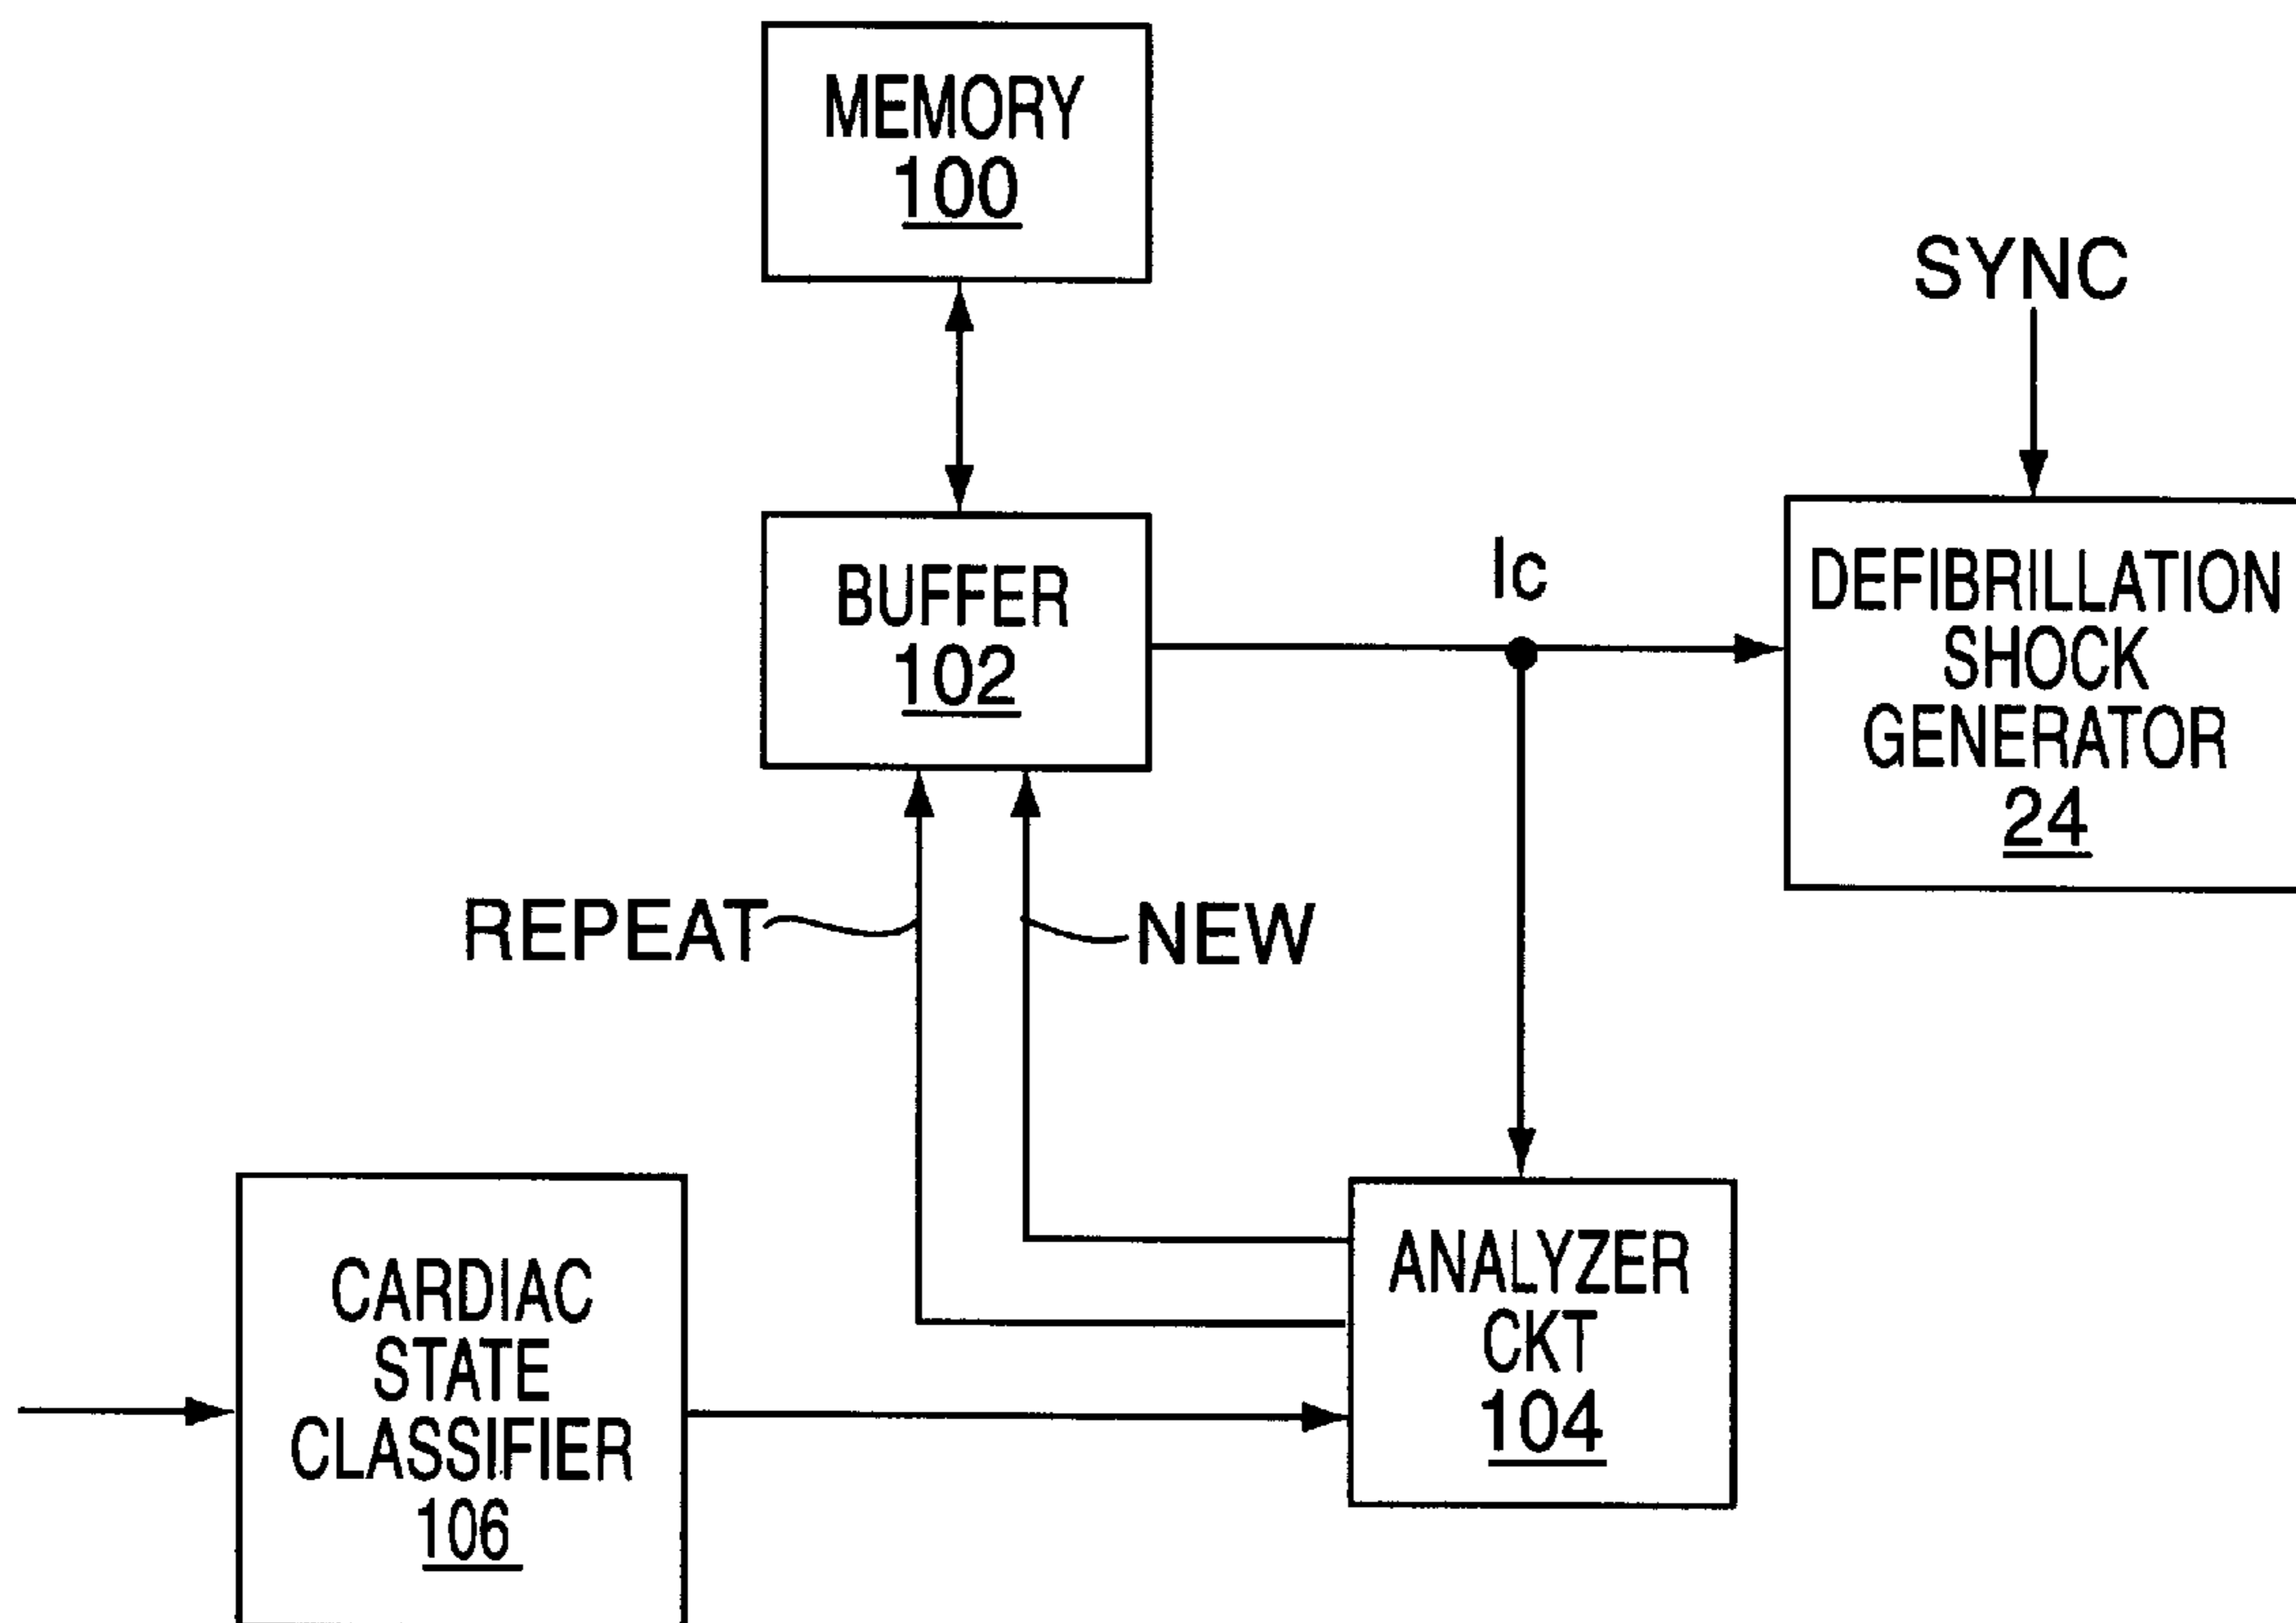 MEMORY
100
SYNC
BUFFER
102
Ic
DEFIBRILLATION
SHOCK
GENERATOR
24
REPEAT
NEW
CARDIAC
STATE
CLASSIFIER
106
ANALYZER
CKT
104